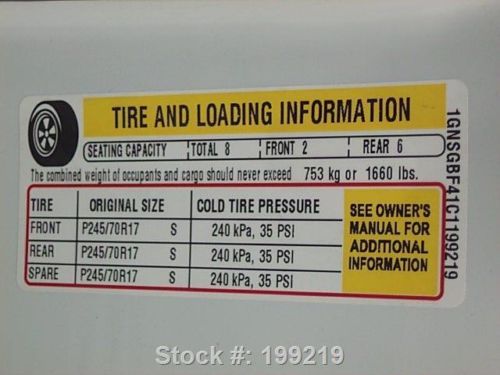 TIRE AND LOADING INFORMATION
SEATING CAPACITY TOTAL 8 FRONT 2 REAR 6
The combined weight of occupants and cargo should never exceed 753 kg or 1660 lbs.
TIRE ORIGINAL SIZE COLD TIRE PRESSURE
FRONT P245/70R17 S 240 kPa, 35 PSI
REAR P245/70R17 S 240 kPa, 35 PSI
SPARE P245/70R17 S 240 kPa, 35 PSI
SEE OWNER'S
MANUAL FOR
ADDITIONAL
INFORMATION
1GNSGBF41C1199219
Stock #: 199219